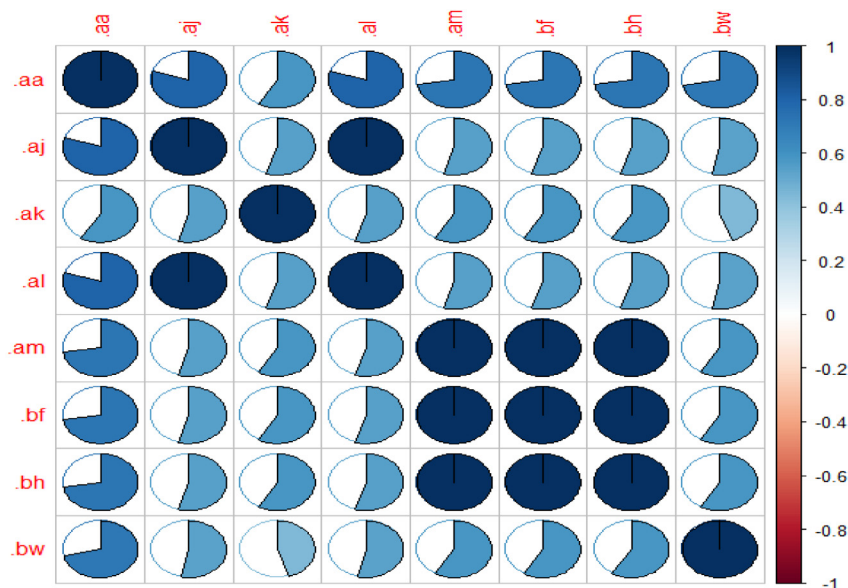 .aa
.aj
.ak
.al
.am
.bf
.bh
.bw
.aa
.aj
.ak
.al
.am
.bf
.bh
.bw
1
0.8
0.6
0.4
0.2
0
-0.2
-0.4
-0.6
-0.8
-1